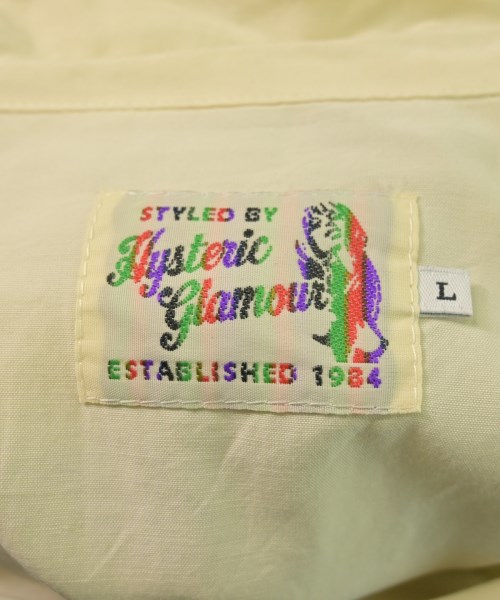 STYLED BY
Hysteric
Glamour
ESTABLISHED 1984
L